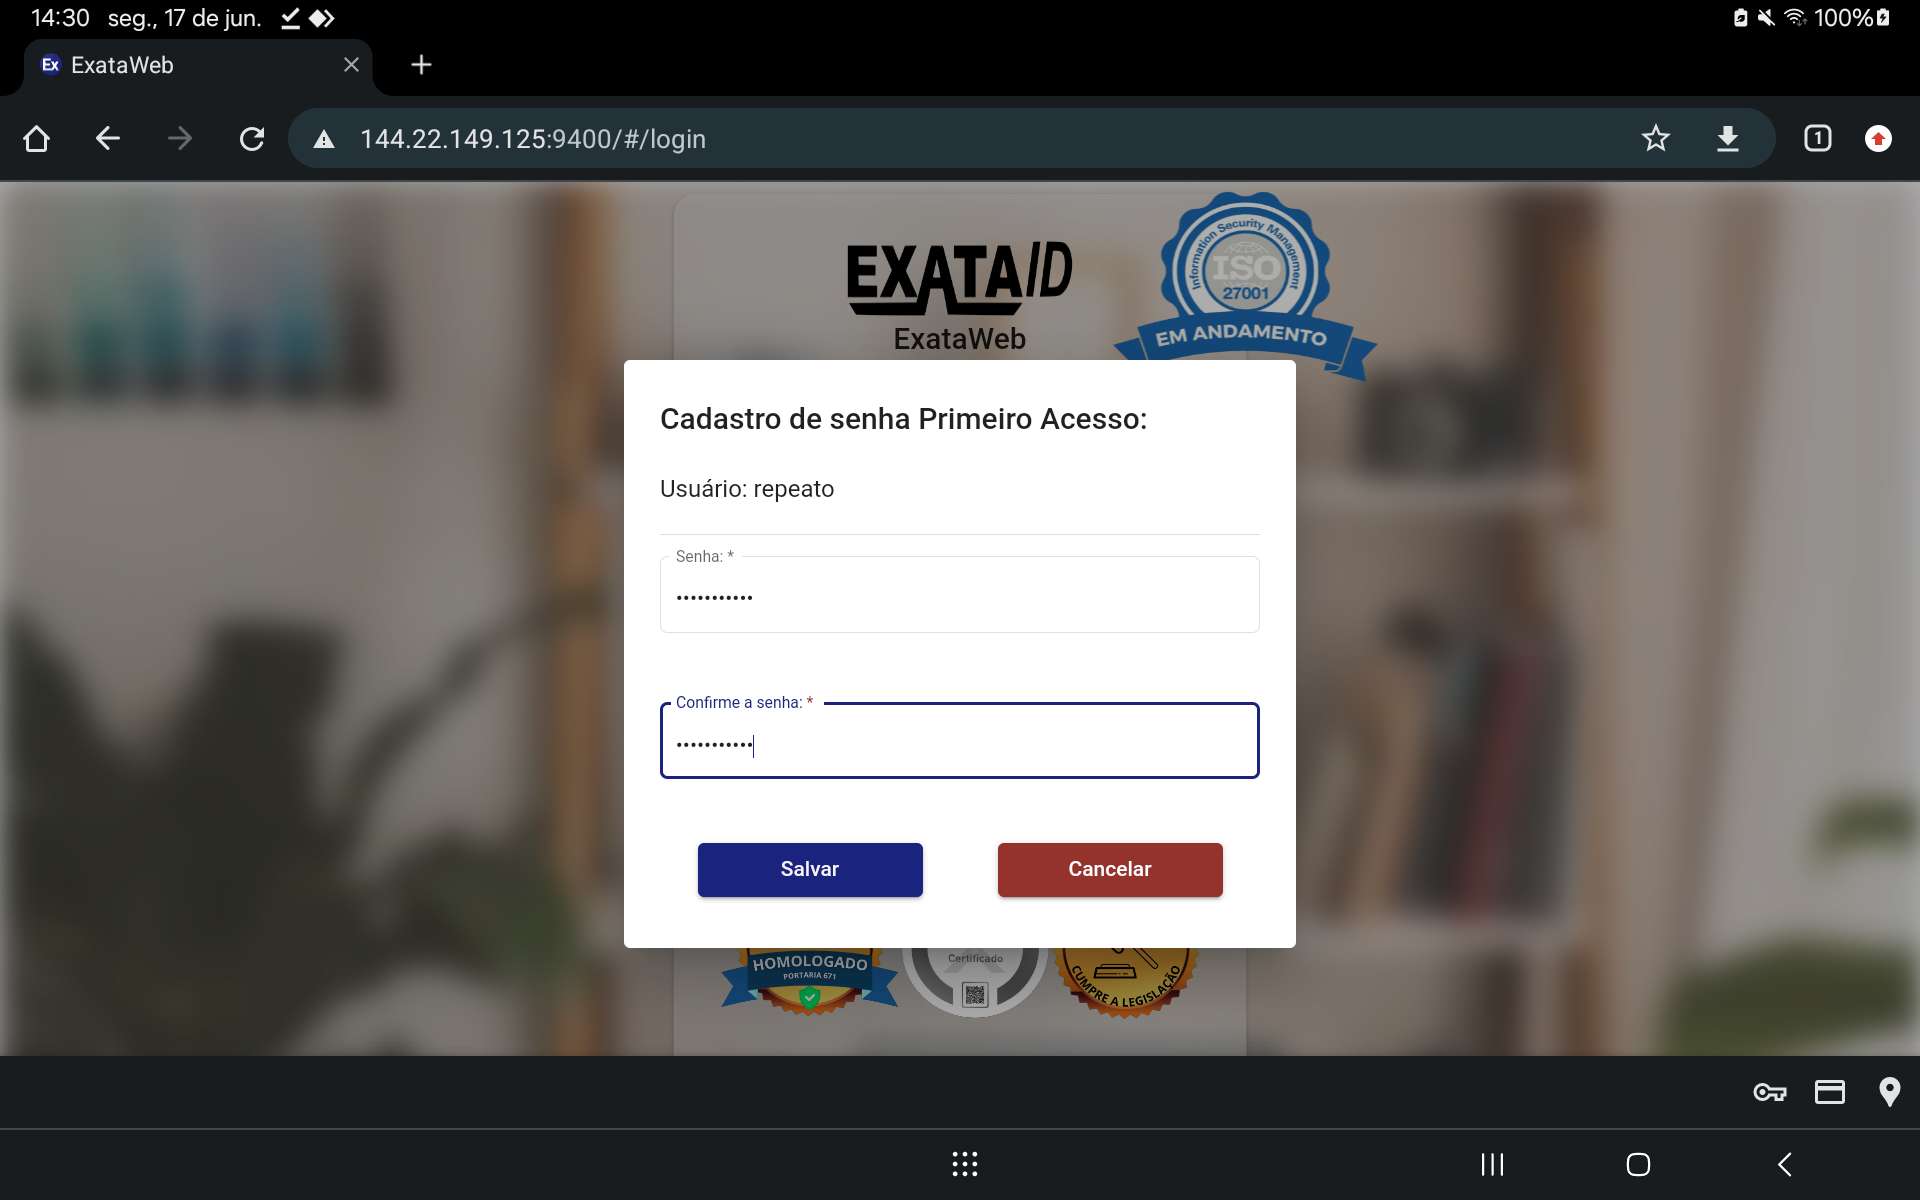 14:30 seg., 17 de jun. 100%
Ex ExataWeb
144.22.149.125:9400/#/login 1
EXATAID
ExataWeb
Information Security Management
ISO
27001
EM ANDAMENTO
Cadastro de senha Primeiro Acesso:
Usuário: repeato
Senha: *
•••••••••••
Confirme a senha: *
•••••••••••
Salvar Cancelar
HOMOLOGADO
PORTARIA 671
Certificado
CUMPRE A LEGISLAÇÃO